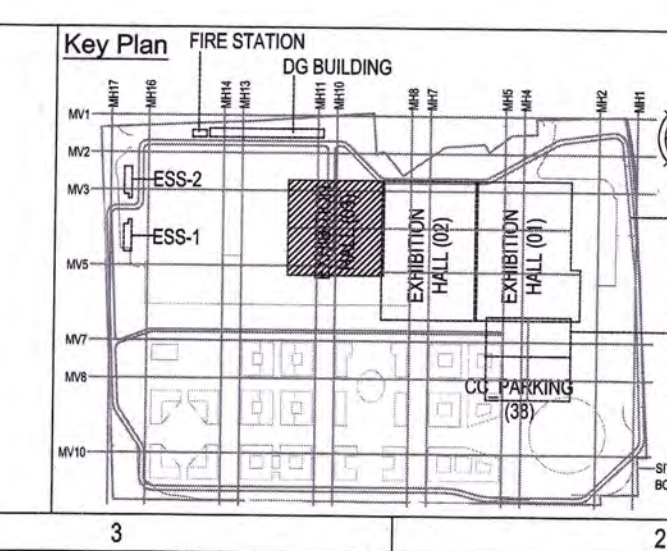 Key Plan
FIRE STATION
DG BUILDING
MH17
MH16
MH14
MH13
MH11
MH10
MH8
MH7
MH5
MH4
MH2
MH1
MV1
MV2
MV3
MV5
MV7
MV8
MV10
ESS-2
ESS-1
EXHIBITION
HALL (03)
EXHIBITION
HALL (02)
EXHIBITION
HALL (01)
CC_PARKING
(38)
3
2